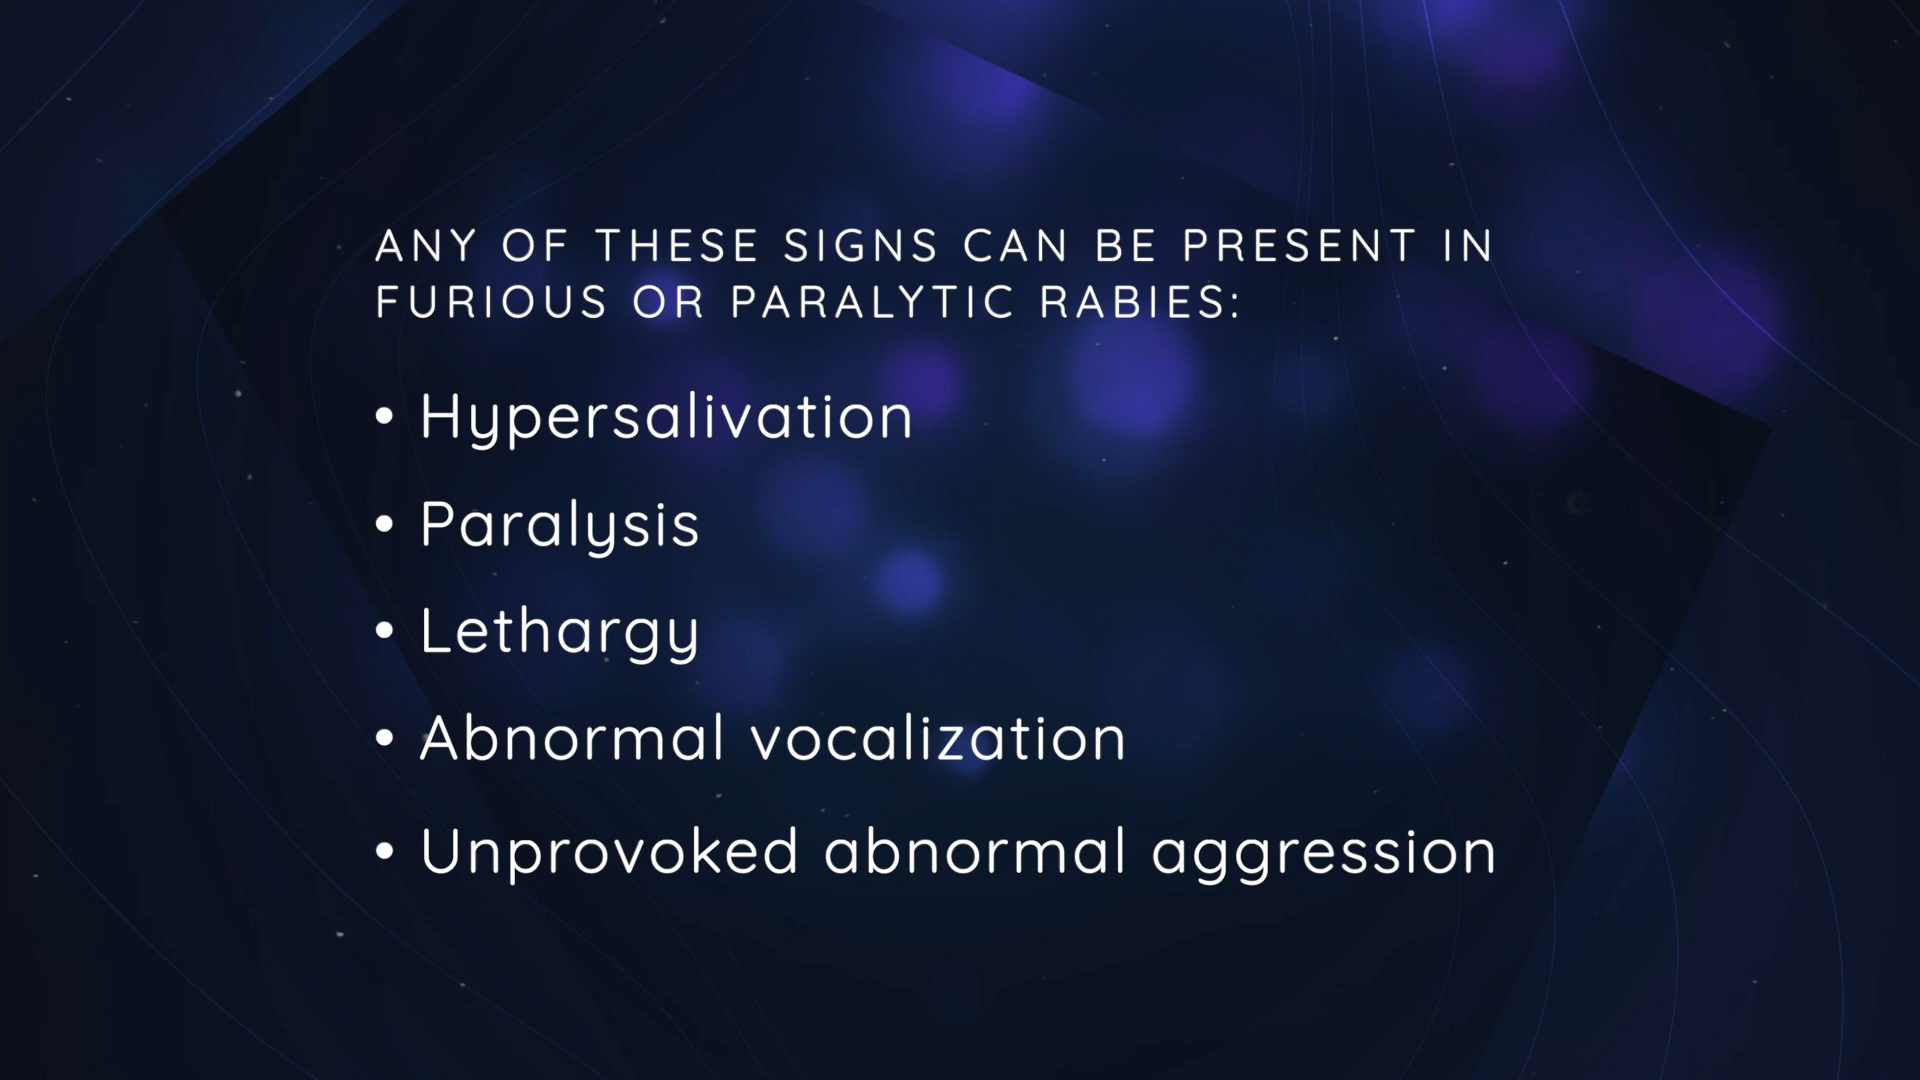 ANY OF THESE SIGNS CAN BE PRESENT IN
FURIOUS OR PARALYTIC RABIES:
• Hypersalivation
• Paralysis
• Lethargy
• Abnormal vocalization
• Unprovoked abnormal aggression